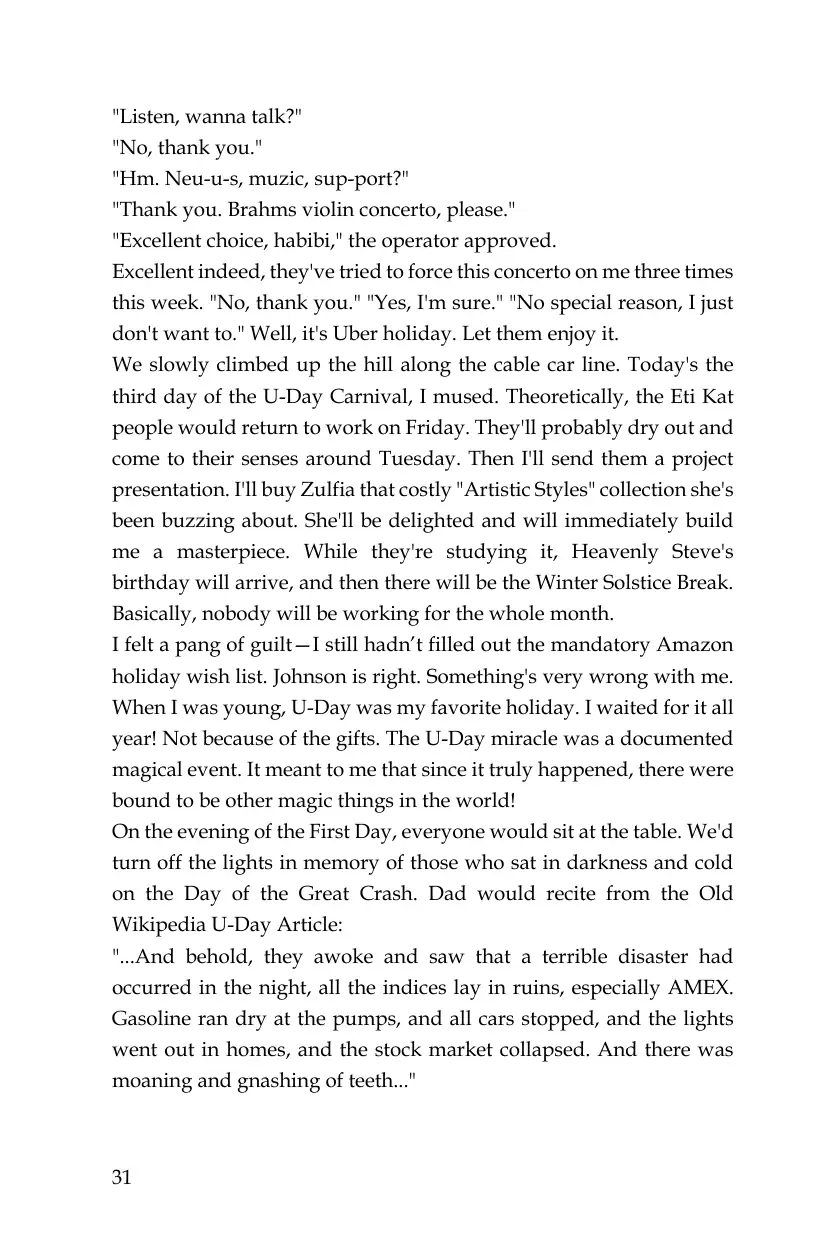 "Listen, wanna talk?"
"No, thank you."
"Hm. Neu-u-s, muzic, sup-port?"
"Thank you. Brahms violin concerto, please."
"Excellent choice, habibi," the operator approved.
Excellent indeed, they've tried to force this concerto on me three times
this week. "No, thank you." "Yes, I'm sure." "No special reason, I just
don't want to." Well, it's Uber holiday. Let them enjoy it.
We slowly climbed up the hill along the cable car line. Today's the
third day of the U-Day Carnival, I mused. Theoretically, the Eti Kat
people would return to work on Friday. They'll probably dry out and
come to their senses around Tuesday. Then I'll send them a project
presentation. I'll buy Zulfia that costly "Artistic Styles" collection she's
been buzzing about. She'll be delighted and will immediately build
me a masterpiece. While they're studying it, Heavenly Steve's
birthday will arrive, and then there will be the Winter Solstice Break.
Basically, nobody will be working for the whole month.
I felt a pang of guilt—I still hadn’t filled out the mandatory Amazon
holiday wish list. Johnson is right. Something's very wrong with me.
When I was young, U-Day was my favorite holiday. I waited for it all
year! Not because of the gifts. The U-Day miracle was a documented
magical event. It meant to me that since it truly happened, there were
bound to be other magic things in the world!
On the evening of the First Day, everyone would sit at the table. We'd
turn off the lights in memory of those who sat in darkness and cold
on the Day of the Great Crash. Dad would recite from the Old
Wikipedia U-Day Article:
"...And behold, they awoke and saw that a terrible disaster had
occurred in the night, all the indices lay in ruins, especially AMEX.
Gasoline ran dry at the pumps, and all cars stopped, and the lights
went out in homes, and the stock market collapsed. And there was
moaning and gnashing of teeth..."
31